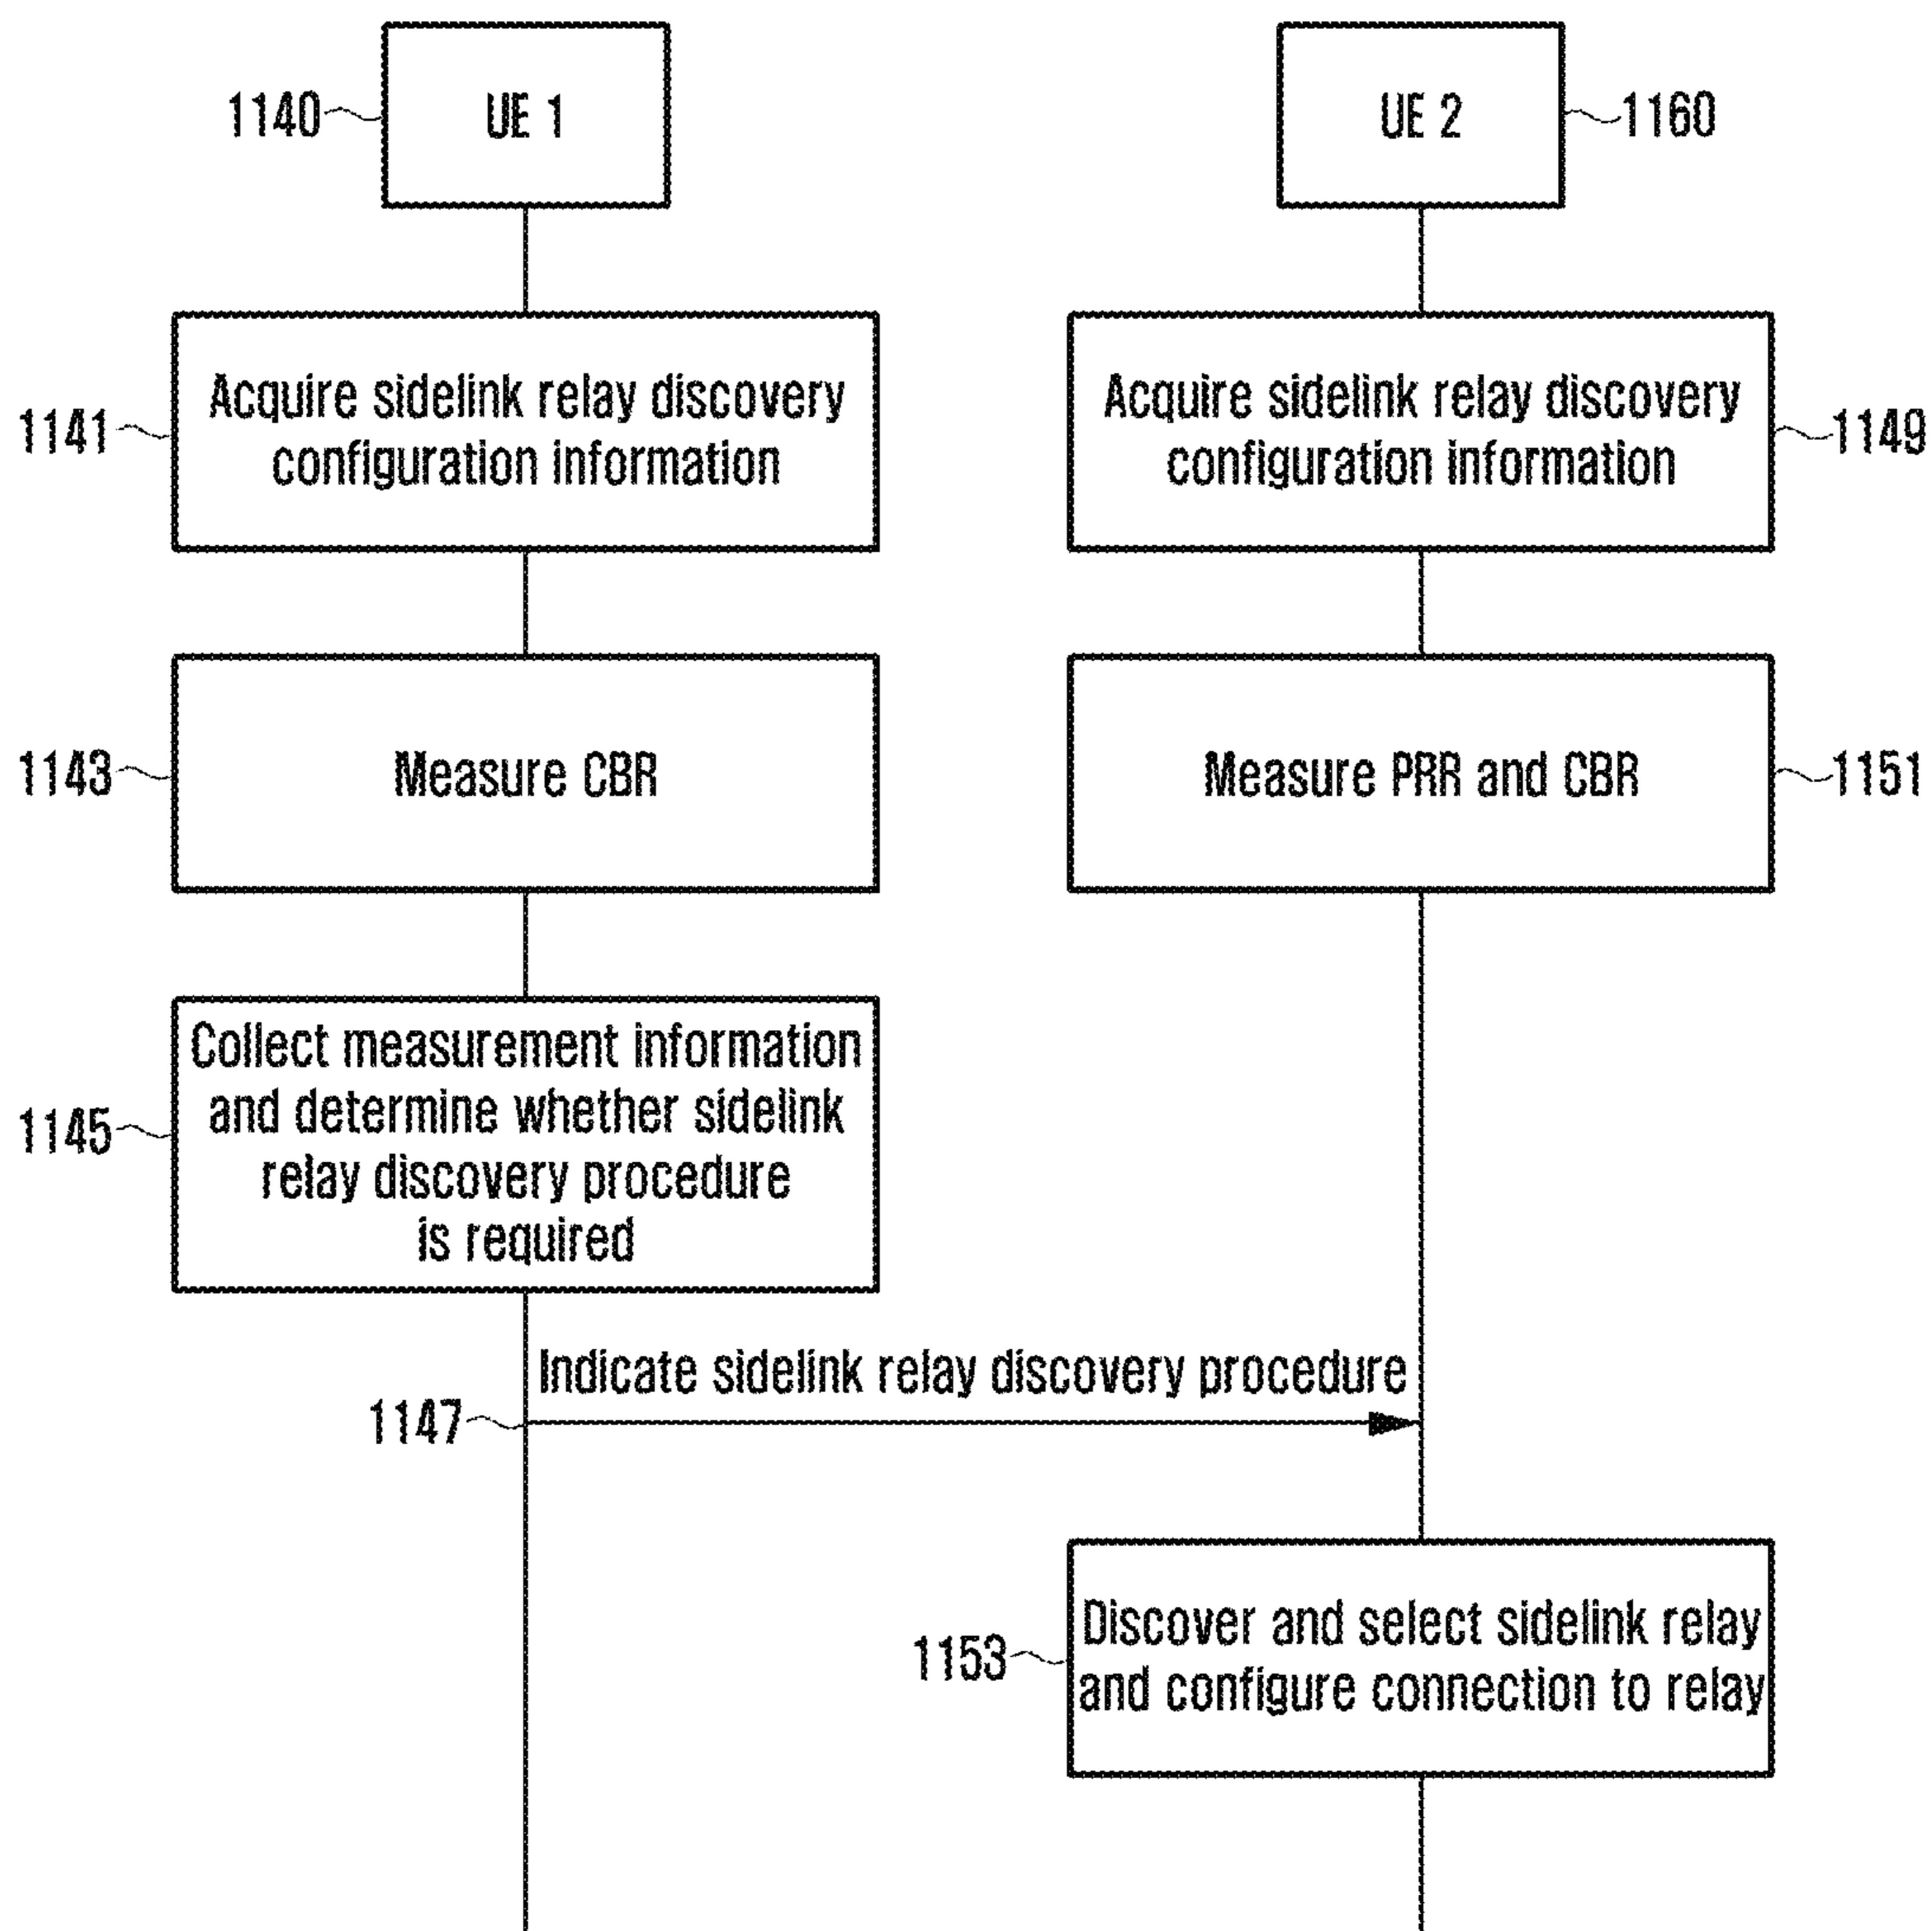 1140
UE 1
UE 2
1160
1141
Acquire sidelink relay discovery
configuration information
Acquire sidelink relay discovery
configuration information
1149
1143
Measure CBR
Measure PRR and CBR
1151
1145
Collect measurement information
and determine whether sidelink
relay discovery procedure
is required
Indicate sidelink relay discovery procedure
1147
1153
Discover and select sidelink relay
and configure connection to relay